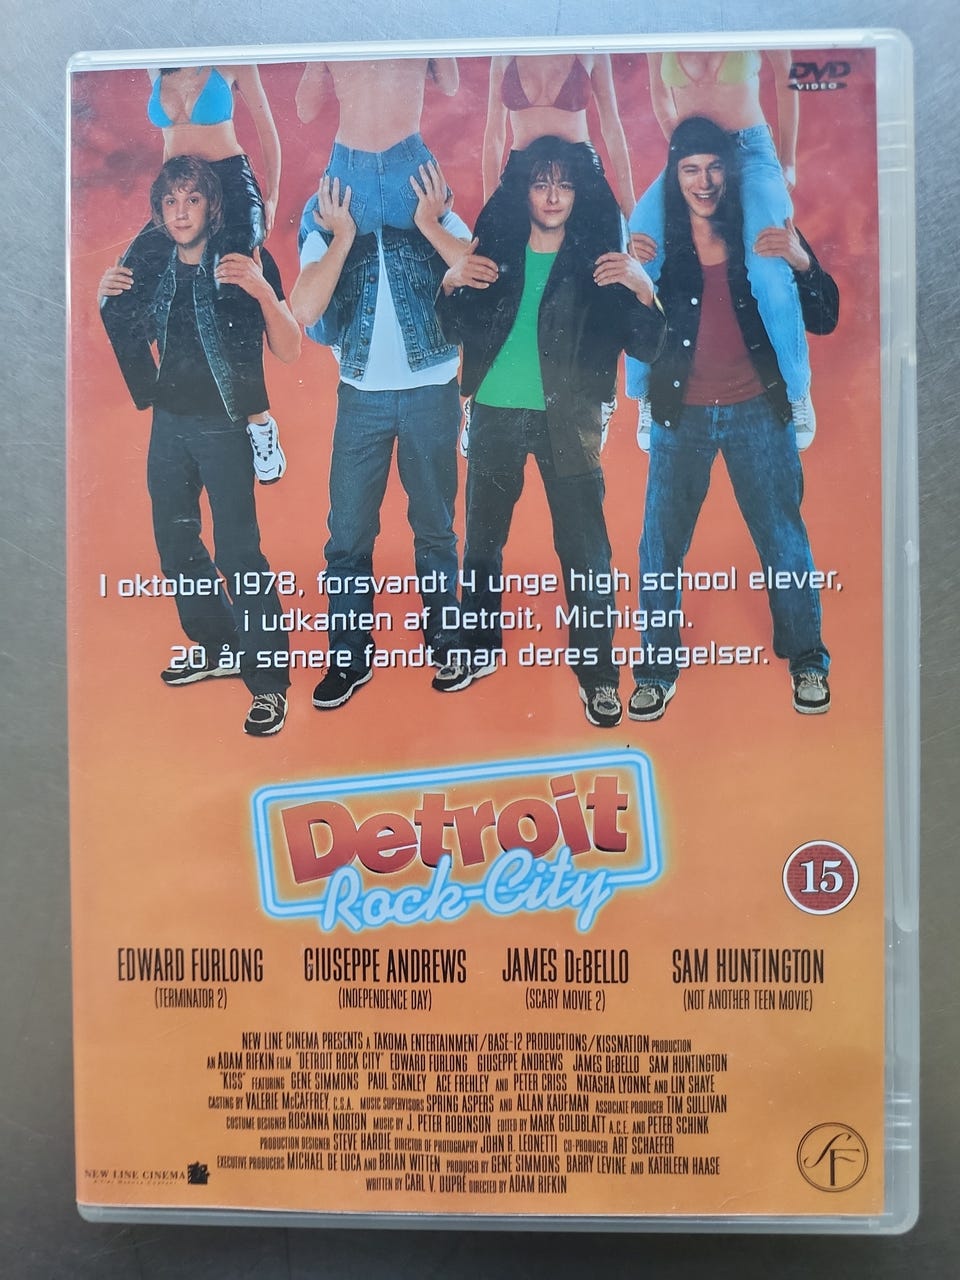 DVD
VIDEO
I oktober 1978, forsvandt 4 unge high school elever,
i udkanten af Detroit, Michigan.
20 år senere fandt man deres optagelser.
Detroit
Rock City
15
EDWARD FURLONG GIUSEPPE ANDREWS JAMES DeBELLO SAM HUNTINGTON
(TERMINATOR 2) (INDEPENDENCE DAY) (SCARY MOVIE 2) (NOT ANOTHER TEEN MOVIE)
NEW LINE CINEMA PRESENTS A TAKOMA ENTERTAINMENT/BASE-12 PRODUCTIONS/KISSNATION PRODUCTION
AN ADAM RIFKIN FILM "DETROIT ROCK CITY" EDWARD FURLONG GIUSEPPE ANDREWS JAMES DeBELLO SAM HUNTINGTON
"KISS" FEATURING GENE SIMMONS PAUL STANLEY ACE FREHLEY AND PETER CRISS NATASHA LYONNE AND LIN SHAYE
CASTING BY VALERIE McCAFFREY, C.S.A. MUSIC SUPERVISORS SPRING ASPERS AND ALLAN KAUFMAN ASSOCIATE PRODUCER TIM SULLIVAN
COSTUME DESIGNER ROSANNA NORTON MUSIC BY J. PETER ROBINSON EDITED BY MARK GOLDBLATT A.C.E. AND PETER SCHINK
PRODUCTION DESIGNER STEVE HARDIE DIRECTOR OF PHOTOGRAPHY JOHN R. LEONETTI CO-PRODUCER ART SCHAEFER
EXECUTIVE PRODUCERS MICHAEL DE LUCA AND BRIAN WITTEN PRODUCED BY GENE SIMMONS BARRY LEVINE AND KATHLEEN HAASE
WRITTEN BY CARL V. DUPRÉ DIRECTED BY ADAM RIFKIN
NEW LINE CINEMA
SF